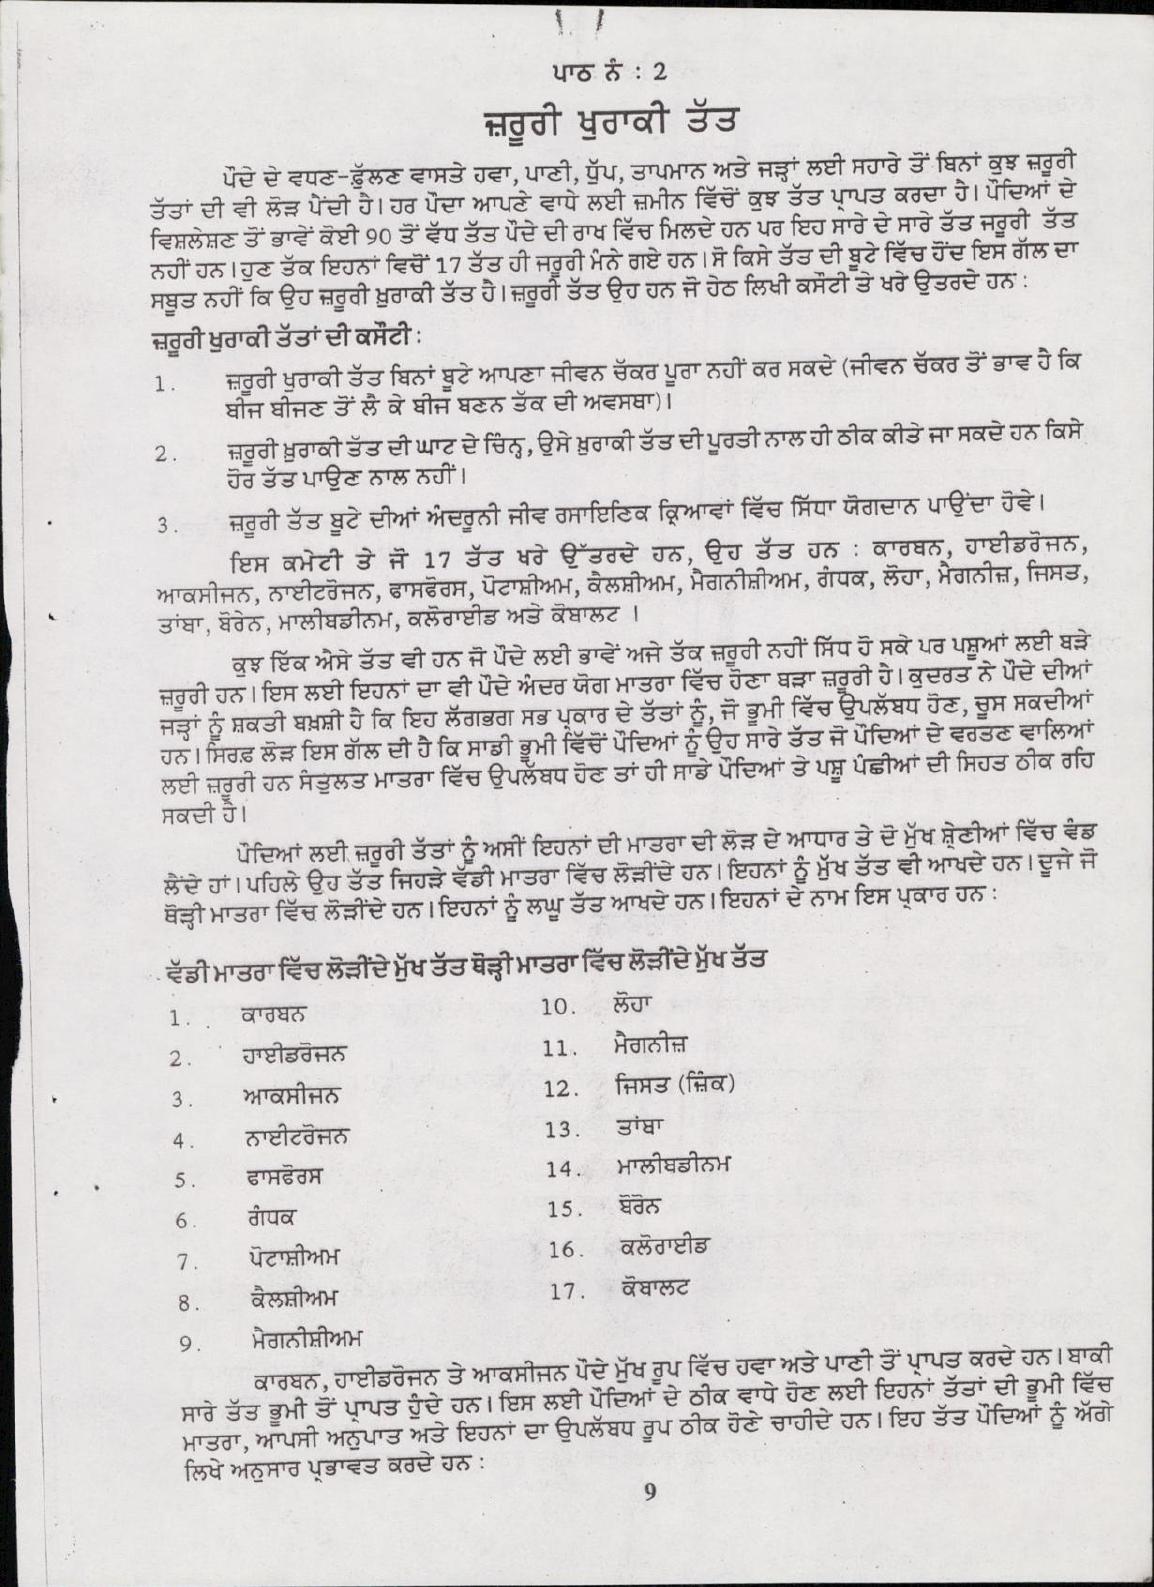 ਪਾਠ ਨੰ : 2
ਜ਼ਰੂਰੀ ਖੁਰਾਕੀ ਤੱਤ
ਪੌਦੇ ਦੇ ਵਧਣ-ਫੁੱਲਣ ਵਾਸਤੇ ਹਵਾ, ਪਾਣੀ, ਧੁੱਪ, ਤਾਪਮਾਨ ਅਤੇ ਜੜ੍ਹਾਂ ਲਈ ਸਹਾਰੇ ਤੋਂ ਬਿਨਾਂ ਕੁਝ ਜ਼ਰੂਰੀ
ਤੱਤਾਂ ਦੀ ਵੀ ਲੋੜ ਪੈਂਦੀ ਹੈ। ਹਰ ਪੌਦਾ ਆਪਣੇ ਵਾਧੇ ਲਈ ਜ਼ਮੀਨ ਵਿੱਚੋਂ ਕੁਝ ਤੱਤ ਪ੍ਰਾਪਤ ਕਰਦਾ ਹੈ। ਪੌਦਿਆਂ ਦੇ
ਵਿਸ਼ਲੇਸ਼ਣ ਤੋਂ ਭਾਵੇਂ ਕੋਈ 90 ਤੋਂ ਵੱਧ ਤੱਤ ਪੌਦੇ ਦੀ ਰਾਖ ਵਿੱਚ ਮਿਲਦੇ ਹਨ ਪਰ ਇਹ ਸਾਰੇ ਦੇ ਸਾਰੇ ਤੱਤ ਜਰੂਰੀ ਤੱਤ
ਨਹੀਂ ਹਨ। ਹੁਣ ਤੱਕ ਇਹਨਾਂ ਵਿਚੋਂ 17 ਤੱਤ ਹੀ ਜਰੂਰੀ ਮੰਨੇ ਗਏ ਹਨ। ਸੋ ਕਿਸੇ ਤੱਤ ਦੀ ਬੂਟੇ ਵਿੱਚ ਹੋਂਦ ਇਸ ਗੱਲ ਦਾ
ਸਬੂਤ ਨਹੀਂ ਕਿ ਉਹ ਜ਼ਰੂਰੀ ਖ਼ੁਰਾਕੀ ਤੱਤ ਹੈ। ਜ਼ਰੂਰੀ ਤੱਤ ਉਹ ਹਨ ਜੋ ਹੇਠ ਲਿਖੀ ਕਸੌਟੀ ਤੇ ਖਰੇ ਉਤਰਦੇ ਹਨ :
ਜ਼ਰੂਰੀ ਖੁਰਾਕੀ ਤੱਤਾਂ ਦੀ ਕਸੌਟੀ :
1. ਜ਼ਰੂਰੀ ਖੁਰਾਕੀ ਤੱਤ ਬਿਨਾਂ ਬੂਟੇ ਆਪਣਾ ਜੀਵਨ ਚੱਕਰ ਪੂਰਾ ਨਹੀਂ ਕਰ ਸਕਦੇ (ਜੀਵਨ ਚੱਕਰ ਤੋਂ ਭਾਵ ਹੈ ਕਿ
ਬੀਜ ਬੀਜਣ ਤੋਂ ਲੈ ਕੇ ਬੀਜ ਬਣਨ ਤੱਕ ਦੀ ਅਵਸਥਾ)।
2. ਜ਼ਰੂਰੀ ਖ਼ੁਰਾਕੀ ਤੱਤ ਦੀ ਘਾਟ ਦੇ ਚਿੰਨ੍ਹ, ਉਸੇ ਖ਼ੁਰਾਕੀ ਤੱਤ ਦੀ ਪੂਰਤੀ ਨਾਲ ਹੀ ਠੀਕ ਕੀਤੇ ਜਾ ਸਕਦੇ ਹਨ ਕਿਸੇ
ਹੋਰ ਤੱਤ ਪਾਉਣ ਨਾਲ ਨਹੀਂ।
3. ਜ਼ਰੂਰੀ ਤੱਤ ਬੂਟੇ ਦੀਆਂ ਅੰਦਰੂਨੀ ਜੀਵ ਰਸਾਇਣਿਕ ਕ੍ਰਿਆਵਾਂ ਵਿੱਚ ਸਿੱਧਾ ਯੋਗਦਾਨ ਪਾਉਂਦਾ ਹੋਵੇ।
ਇਸ ਕਮੇਟੀ ਤੇ ਜੋ 17 ਤੱਤ ਖਰੇ ਉੱਤਰਦੇ ਹਨ, ਉਹ ਤੱਤ ਹਨ : ਕਾਰਬਨ, ਹਾਈਡਰੋਜਨ,
ਆਕਸੀਜਨ, ਨਾਈਟਰੋਜਨ, ਫਾਸਫੋਰਸ, ਪੋਟਾਸ਼ੀਅਮ, ਕੈਲਸ਼ੀਅਮ, ਮੈਗਨੀਸ਼ੀਅਮ, ਗੰਧਕ, ਲੋਹਾ, ਮੈਗਨੀਜ਼, ਜਿਸਤ,
ਤਾਂਬਾ, ਬੋਰੋਨ, ਮਾਲੀਬਡੀਨਮ, ਕਲੋਰਾਈਡ ਅਤੇ ਕੋਬਾਲਟ ।
ਕੁਝ ਇੱਕ ਐਸੇ ਤੱਤ ਵੀ ਹਨ ਜੋ ਪੌਦੇ ਲਈ ਭਾਵੇਂ ਅਜੇ ਤੱਕ ਜ਼ਰੂਰੀ ਨਹੀਂ ਸਿੱਧ ਹੋ ਸਕੇ ਪਰ ਪਸ਼ੂਆਂ ਲਈ ਬੜੇ
ਜ਼ਰੂਰੀ ਹਨ। ਇਸ ਲਈ ਇਹਨਾਂ ਦਾ ਵੀ ਪੌਦੇ ਅੰਦਰ ਯੋਗ ਮਾਤਰਾ ਵਿੱਚ ਹੋਣਾ ਬੜਾ ਜ਼ਰੂਰੀ ਹੈ। ਕੁਦਰਤ ਨੇ ਪੌਦੇ ਦੀਆਂ
ਜੜ੍ਹਾਂ ਨੂੰ ਸ਼ਕਤੀ ਬਖ਼ਸ਼ੀ ਹੈ ਕਿ ਇਹ ਲੱਗਭਗ ਸਭ ਪ੍ਰਕਾਰ ਦੇ ਤੱਤਾਂ ਨੂੰ, ਜੋ ਭੂਮੀ ਵਿੱਚ ਉਪਲੱਬਧ ਹੋਣ, ਚੂਸ ਸਕਦੀਆਂ
ਹਨ। ਸਿਰਫ਼ ਲੋੜ ਇਸ ਗੱਲ ਦੀ ਹੈ ਕਿ ਸਾਡੀ ਭੂਮੀ ਵਿੱਚੋਂ ਪੌਦਿਆਂ ਨੂੰ ਉਹ ਸਾਰੇ ਤੱਤ ਜੋ ਪੌਦਿਆਂ ਦੇ ਵਰਤਣ ਵਾਲਿਆਂ
ਲਈ ਜ਼ਰੂਰੀ ਹਨ ਸੰਤੁਲਤ ਮਾਤਰਾ ਵਿੱਚ ਉਪਲੱਬਧ ਹੋਣ ਤਾਂ ਹੀ ਸਾਡੇ ਪੌਦਿਆਂ ਤੇ ਪਸ਼ੂ ਪੰਛੀਆਂ ਦੀ ਸਿਹਤ ਠੀਕ ਰਹਿ
ਸਕਦੀ ਹੈ।
ਪੌਦਿਆਂ ਲਈ ਜ਼ਰੂਰੀ ਤੱਤਾਂ ਨੂੰ ਅਸੀਂ ਇਹਨਾਂ ਦੀ ਮਾਤਰਾ ਦੀ ਲੋੜ ਦੇ ਆਧਾਰ ਤੇ ਦੋ ਮੁੱਖ ਸ਼੍ਰੇਣੀਆਂ ਵਿੱਚ ਵੰਡ
ਲੈਂਦੇ ਹਾਂ। ਪਹਿਲੇ ਉਹ ਤੱਤ ਜਿਹੜੇ ਵੱਡੀ ਮਾਤਰਾ ਵਿੱਚ ਲੋੜੀਂਦੇ ਹਨ। ਇਹਨਾਂ ਨੂੰ ਮੁੱਖ ਤੱਤ ਵੀ ਆਖਦੇ ਹਨ। ਦੂਜੇ ਜੋ
ਥੋੜ੍ਹੀ ਮਾਤਰਾ ਵਿੱਚ ਲੋੜੀਂਦੇ ਹਨ। ਇਹਨਾਂ ਨੂੰ ਲਘੂ ਤੱਤ ਆਖਦੇ ਹਨ। ਇਹਨਾਂ ਦੇ ਨਾਮ ਇਸ ਪ੍ਰਕਾਰ ਹਨ :
ਵੱਡੀ ਮਾਤਰਾ ਵਿੱਚ ਲੋੜੀਂਦੇ ਮੁੱਖ ਤੱਤ ਥੋੜ੍ਹੀ ਮਾਤਰਾ ਵਿੱਚ ਲੋੜੀਂਦੇ ਮੁੱਖ ਤੱਤ
1. ਕਾਰਬਨ 10. ਲੋਹਾ
2. ਹਾਈਡਰੋਜਨ 11. ਮੈਗਨੀਜ਼
3. ਆਕਸੀਜਨ 12. ਜਿਸਤ (ਜ਼ਿੰਕ)
4. ਨਾਈਟਰੋਜਨ 13. ਤਾਂਬਾ
5. ਫਾਸਫੋਰਸ 14. ਮਾਲੀਬਡੀਨਮ
6. ਗੰਧਕ 15. ਬੋਰੋਨ
7. ਪੋਟਾਸ਼ੀਅਮ 16. ਕਲੋਰਾਈਡ
8. ਕੈਲਸ਼ੀਅਮ 17. ਕੋਬਾਲਟ
9. ਮੈਗਨੀਸ਼ੀਅਮ
ਕਾਰਬਨ, ਹਾਈਡਰੋਜਨ ਤੇ ਆਕਸੀਜਨ ਪੌਦੇ ਮੁੱਖ ਰੂਪ ਵਿੱਚ ਹਵਾ ਅਤੇ ਪਾਣੀ ਤੋਂ ਪ੍ਰਾਪਤ ਕਰਦੇ ਹਨ। ਬਾਕੀ
ਸਾਰੇ ਤੱਤ ਭੂਮੀ ਤੋਂ ਪ੍ਰਾਪਤ ਹੁੰਦੇ ਹਨ। ਇਸ ਲਈ ਪੌਦਿਆਂ ਦੇ ਠੀਕ ਵਾਧੇ ਹੋਣ ਲਈ ਇਹਨਾਂ ਤੱਤਾਂ ਦੀ ਭੂਮੀ ਵਿੱਚ
ਮਾਤਰਾ, ਆਪਸੀ ਅਨੁਪਾਤ ਅਤੇ ਇਹਨਾਂ ਦਾ ਉਪਲੱਬਧ ਰੂਪ ਠੀਕ ਹੋਣੇ ਚਾਹੀਦੇ ਹਨ। ਇਹ ਤੱਤ ਪੌਦਿਆਂ ਨੂੰ ਅੱਗੇ
ਲਿਖੇ ਅਨੁਸਾਰ ਪ੍ਰਭਾਵਤ ਕਰਦੇ ਹਨ :
9